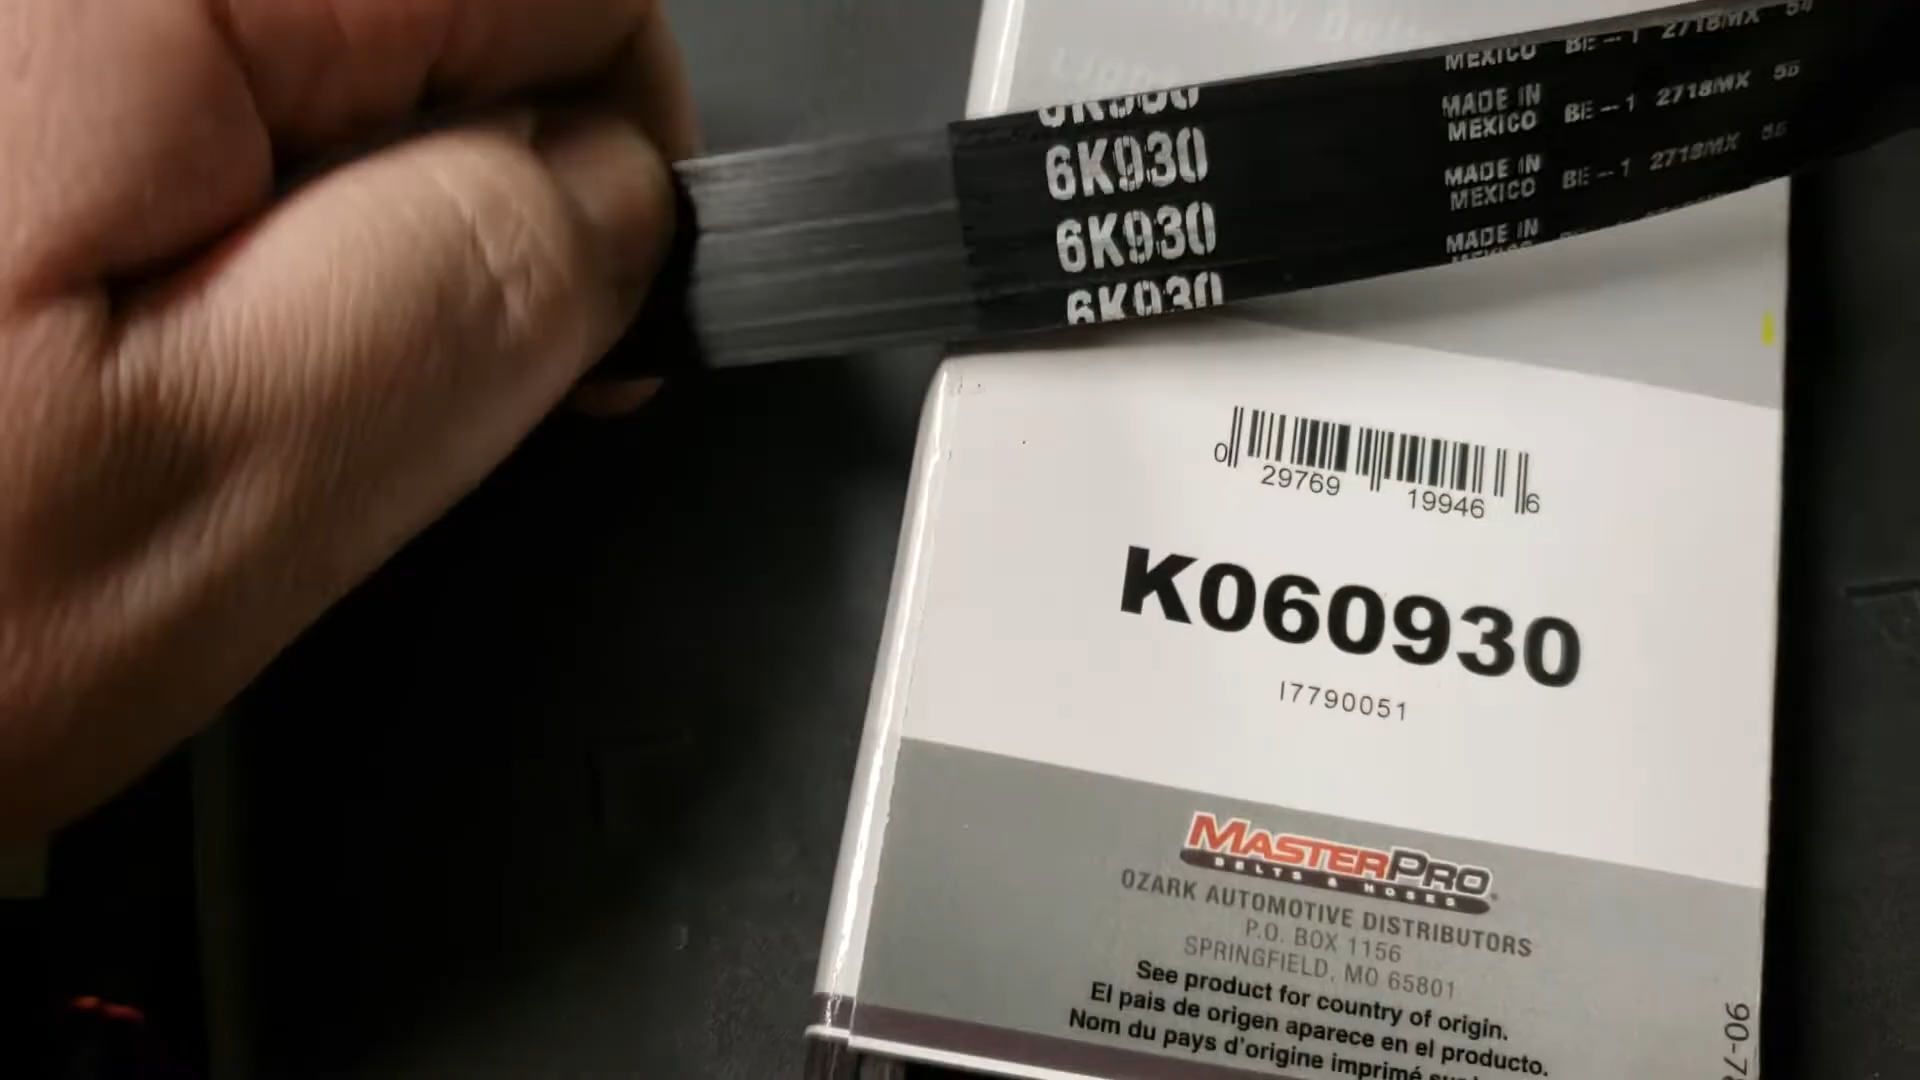 6K930
6K930
6K930
MEXICO BE-1 2718MX
MADE IN
MEXICO BE-1 2718MX 5B
MADE IN
MEXICO BE-1 2718MX
MADE IN
0 29769 19946 6
K060930
I7790051
MASTERPRO
BELTS & HOSES
OZARK AUTOMOTIVE DISTRIBUTORS
P.O. BOX 1156
SPRINGFIELD, MO 65801
See product for country of origin.
El pais de origen aparece en el producto.
Nom du pays d'origine imprimé